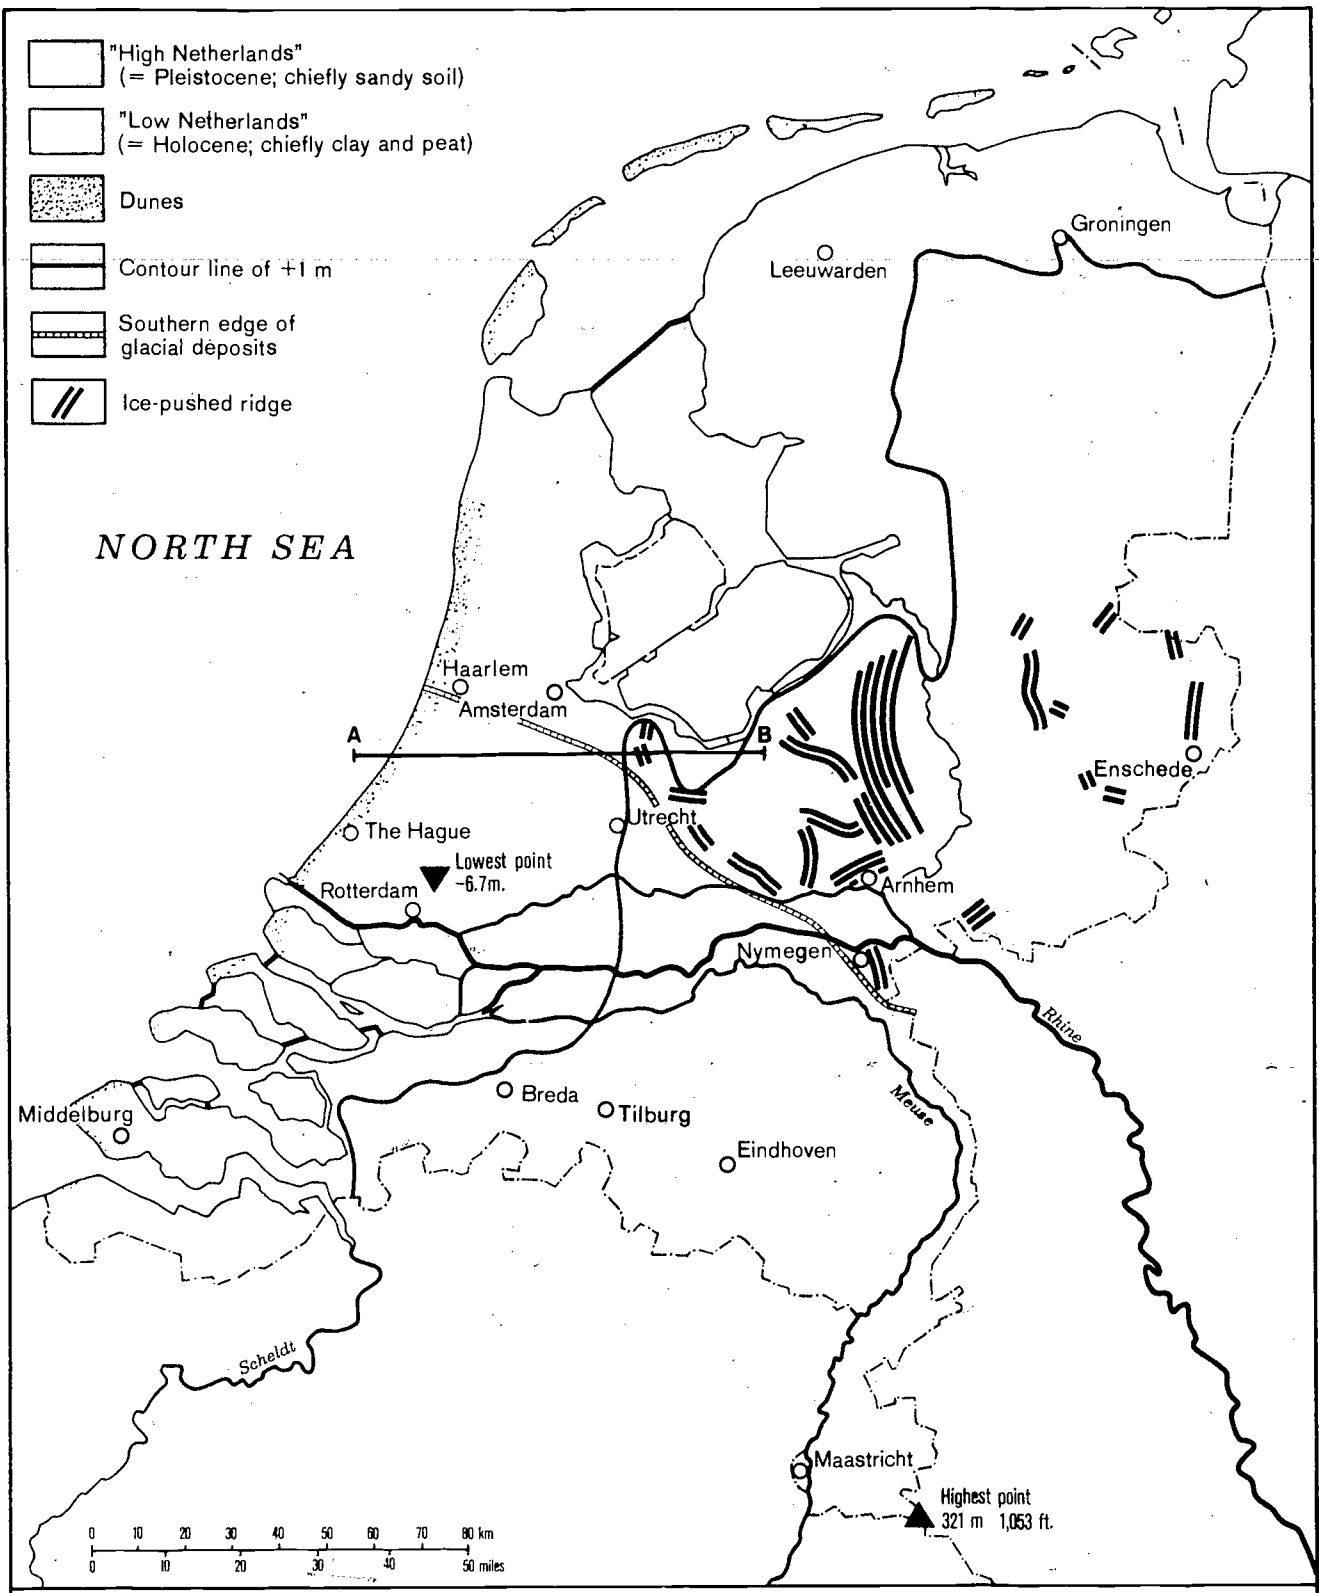 "High Netherlands"
(= Pleistocene; chiefly sandy soil)
"Low Netherlands"
(= Holocene; chiefly clay and peat)
Dunes
Contour line of +1 m
Southern edge of
glacial deposits
Ice-pushed ridge
Groningen
Leeuwarden
NORTH SEA
Haarlem
Amsterdam
A
B
Enschede
The Hague
Utrecht
Lowest point
-6.7m.
Rotterdam
Arnhem
Nymegen
Rhine
Breda
Tilburg
Meuse
Middelburg
Eindhoven
Scheldt
Maastricht
Highest point
321 m 1,053 ft.
0 10 20 30 40 50 60 70 80 km
0 10 20 30 40 50 miles